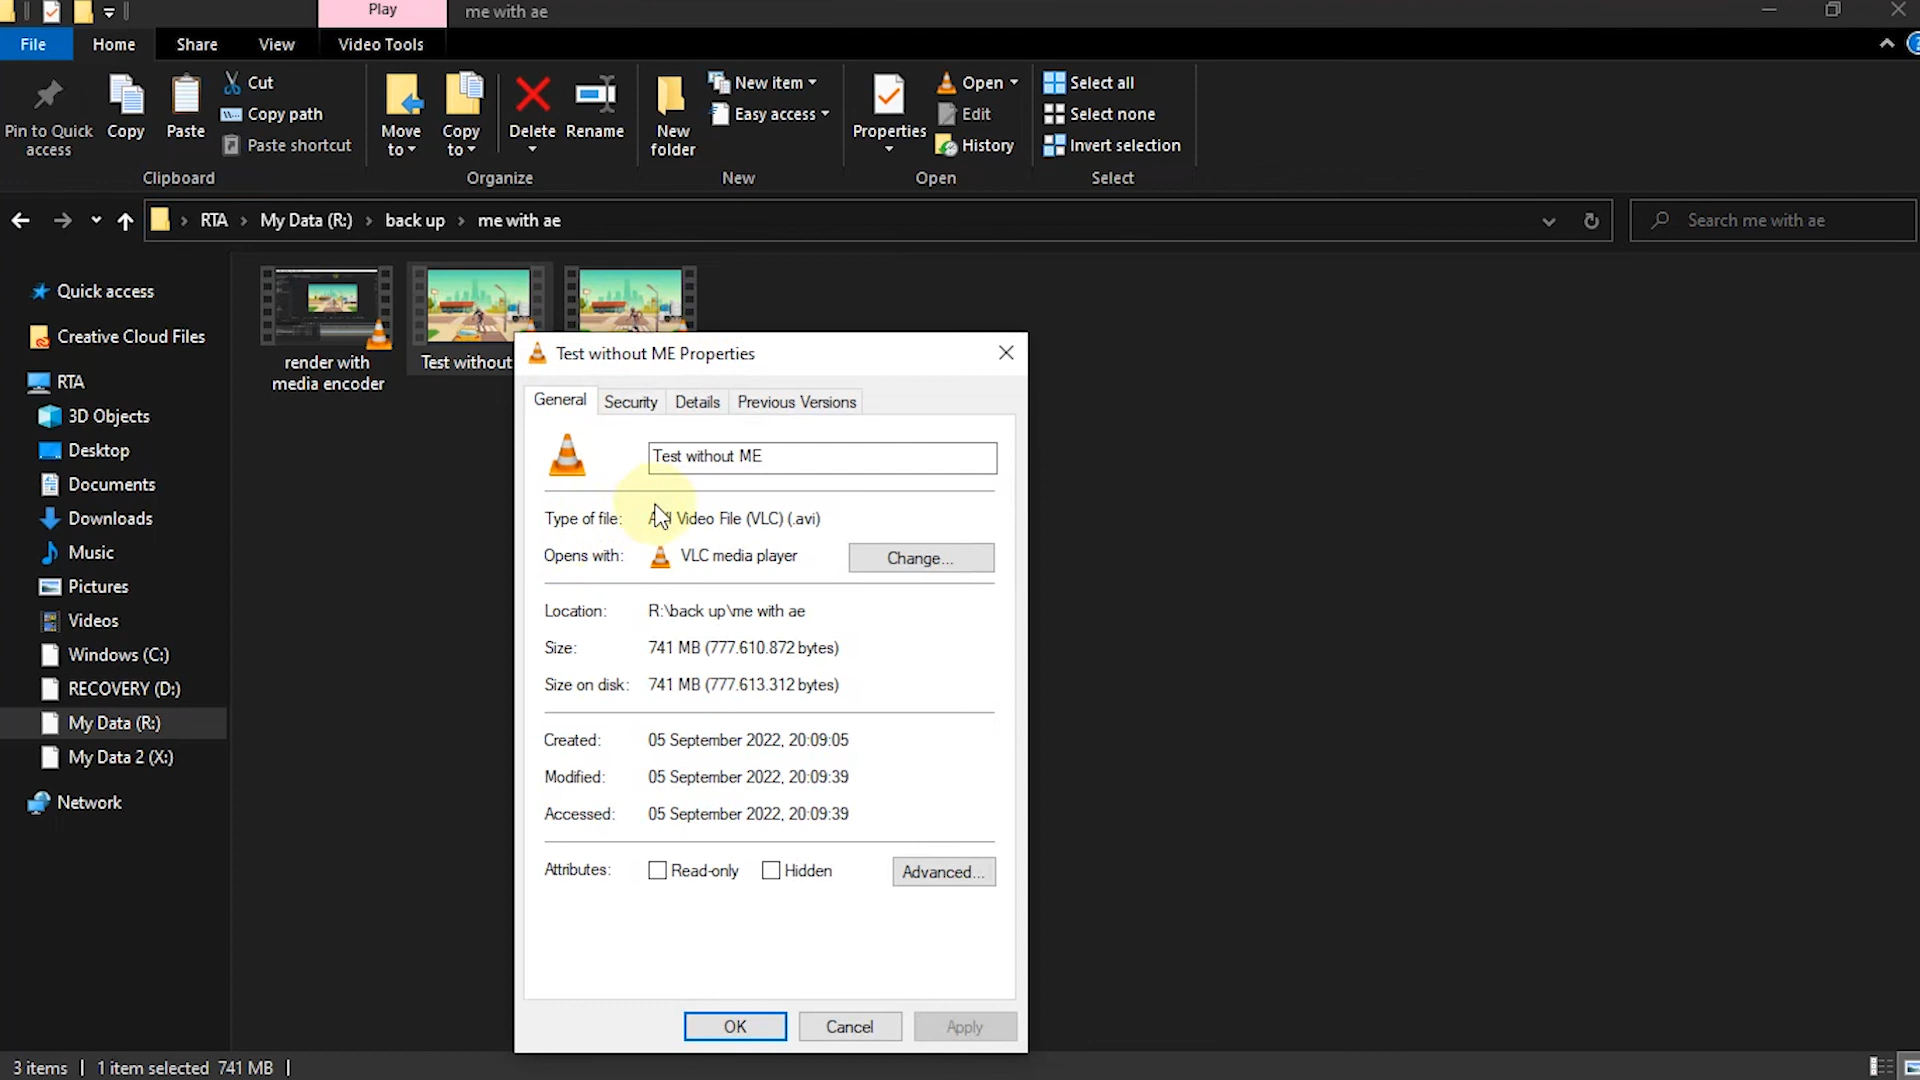 Play
me with ae
File
Home
Share
View
Video Tools
Pin to Quick
access
Copy
Paste
Cut
Copy path
Paste shortcut
Clipboard
Move
to
Copy
to
Delete
Rename
Organize
New
folder
New item
Easy access
New
Properties
Open
Edit
History
Open
Select all
Select none
Invert selection
Select
RTA
My Data (R:)
back up
me with ae
Search me with ae
Quick access
Creative Cloud Files
RTA
3D Objects
Desktop
Documents
Downloads
Music
Pictures
Videos
Windows (C:)
RECOVERY (D:)
My Data (R:)
My Data 2 (X:)
Network
render with
media encoder
Test without
Test without ME Properties
General
Security
Details
Previous Versions
Test without ME
Type of file:
Video File (VLC) (.avi)
Opens with:
VLC media player
Change...
Location:
R:\back up\me with ae
Size:
741 MB (777.610.872 bytes)
Size on disk:
741 MB (777.613.312 bytes)
Created:
05 September 2022, 20:09:05
Modified:
05 September 2022, 20:09:39
Accessed:
05 September 2022, 20:09:39
Attributes:
Read-only
Hidden
Advanced...
OK
Cancel
Apply
3 items
1 item selected 741 MB